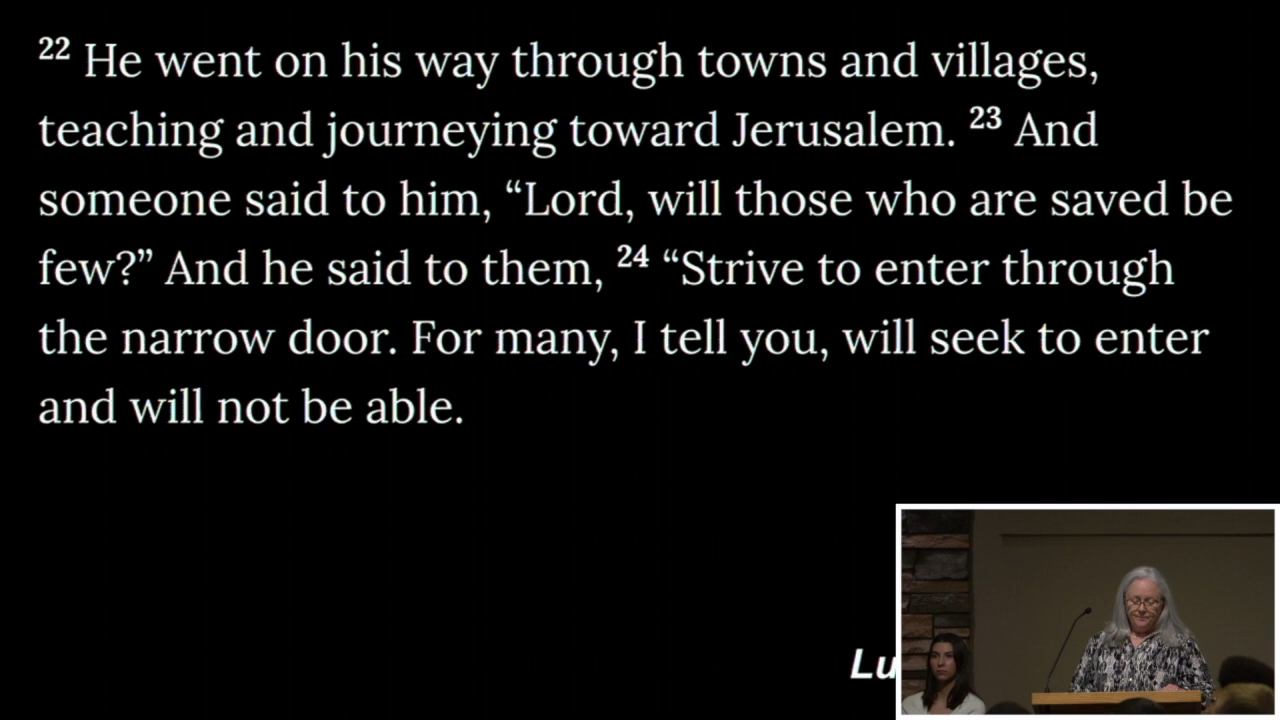 22 He went on his way through towns and villages,
teaching and journeying toward Jerusalem. 23 And
someone said to him, “Lord, will those who are saved be
few?” And he said to them, 24 “Strive to enter through
the narrow door. For many, I tell you, will seek to enter
and will not be able.
Lu